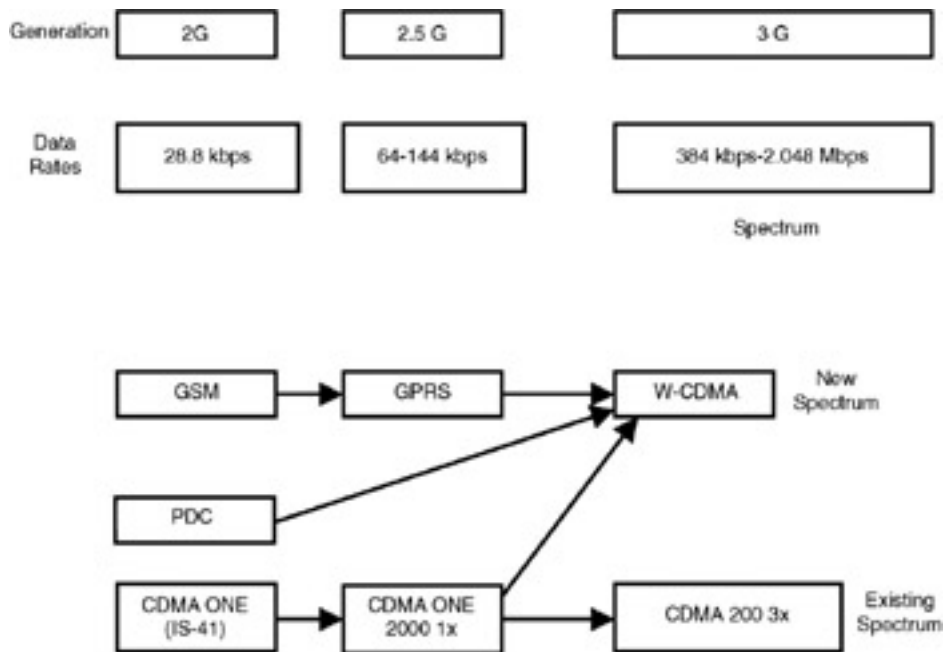 Generation
2G
2.5 G
3 G
Data
Rates
28.8 kbps
64-144 kbps
384 kbps-2.048 Mbps
Spectrum
GSM
GPRS
W-CDMA
New
Spectrum
PDC
CDMA ONE
(IS-41)
CDMA ONE
2000 1x
CDMA 200 3x
Existing
Spectrum